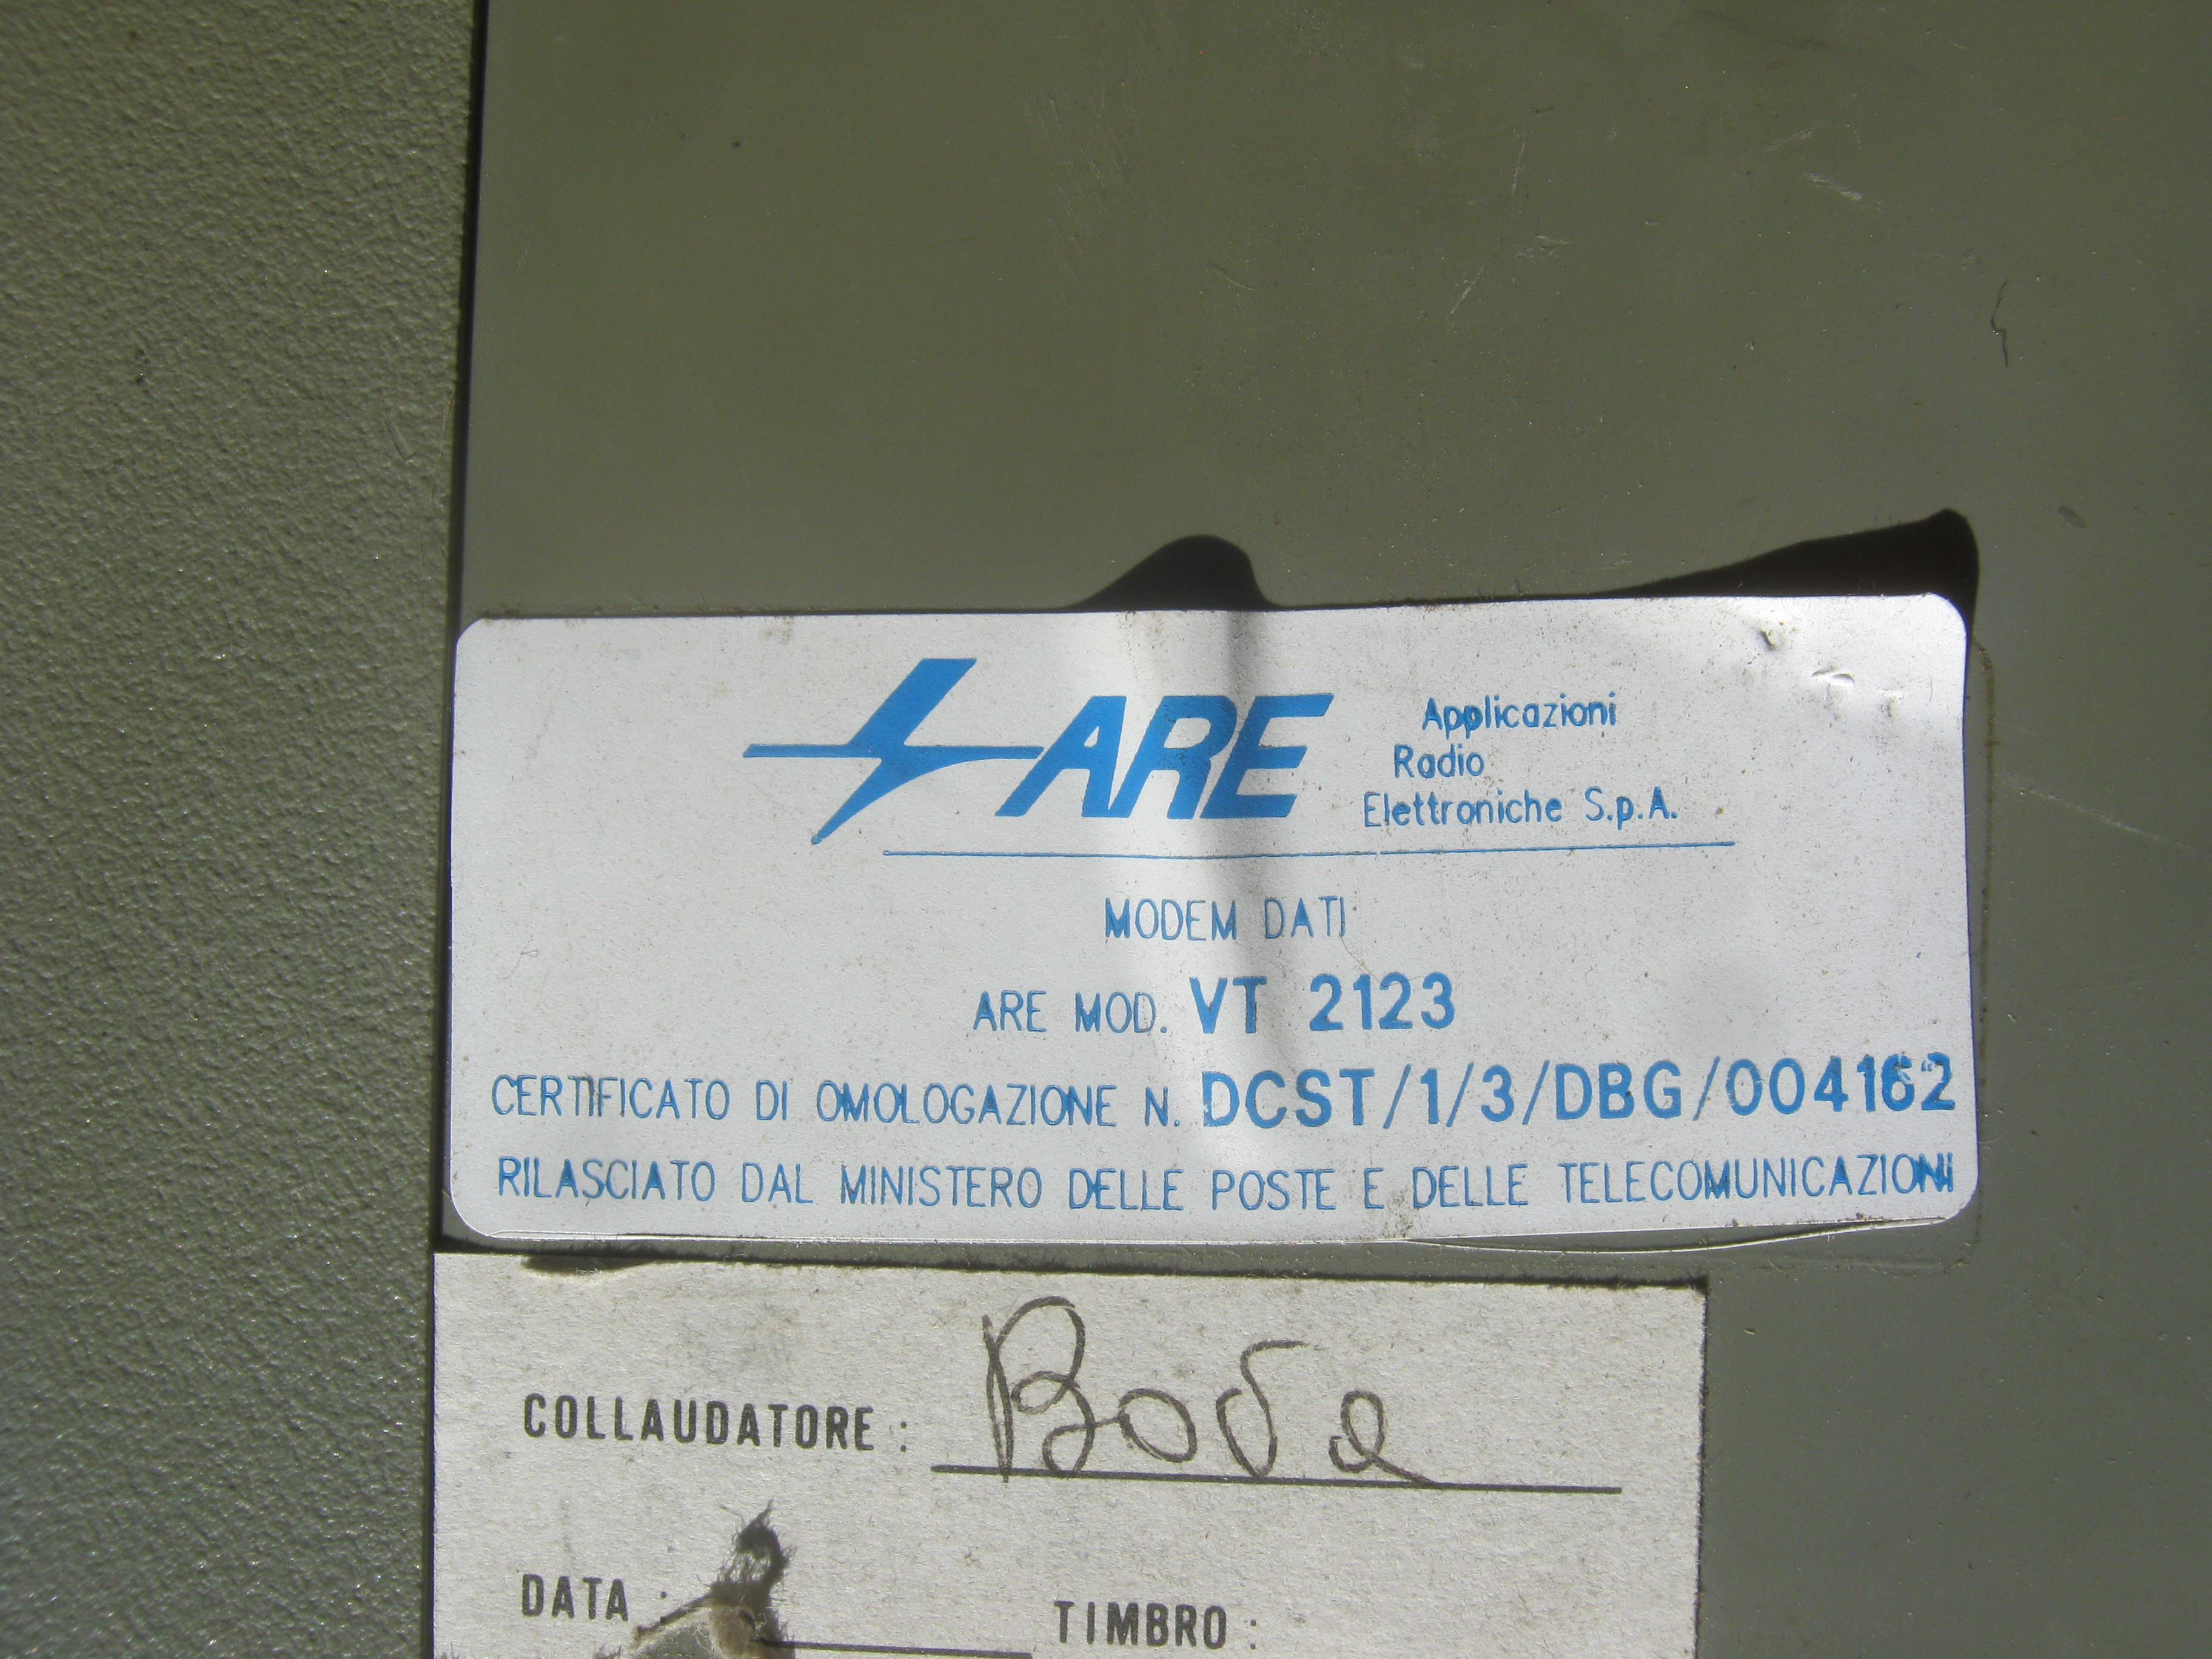 ARE
Applicazioni
Radio
Elettroniche S.p.A.
MODEM DATI
ARE MOD. VT 2123
CERTIFICATO DI OMOLOGAZIONE N. DCST/1/3/DBG/004162
RILASCIATO DAL MINISTERO DELLE POSTE E DELLE TELECOMUNICAZIONI
COLLAUDATORE :
DATA :
TIMBRO :